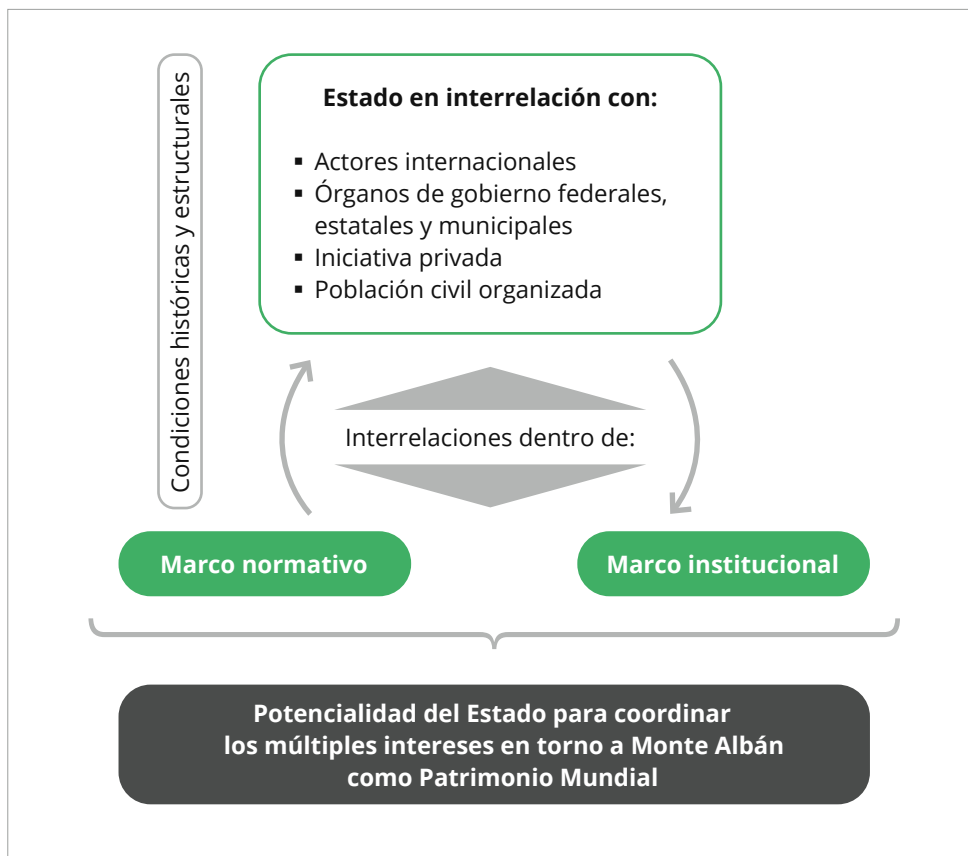 Condiciones históricas y estructurales
Estado en interrelación con:
▪ Actores internacionales
▪ Órganos de gobierno federales,
estatales y municipales
▪ Iniciativa privada
▪ Población civil organizada
Interrelaciones dentro de:
Marco normativo
Marco institucional
Potencialidad del Estado para coordinar
los múltiples intereses en torno a Monte Albán
como Patrimonio Mundial